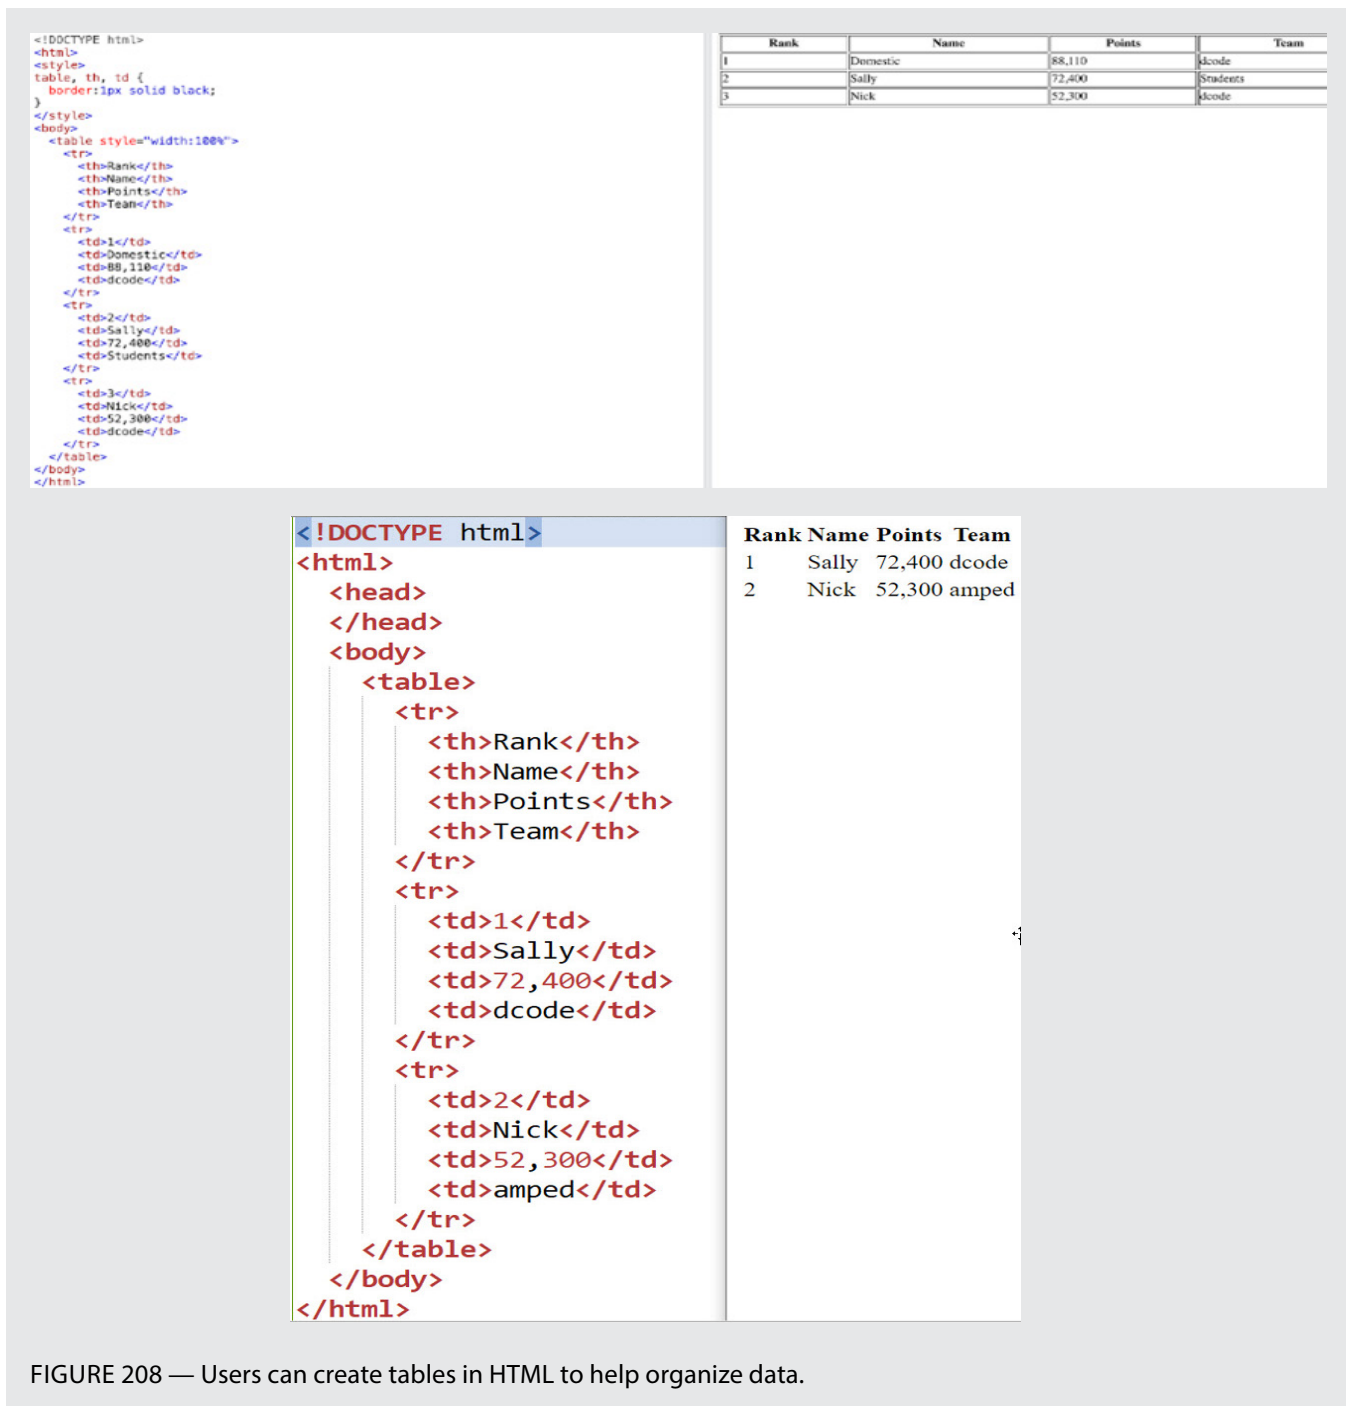 <!DOCTYPE html>
<html>
<style>
table, th, td {
  border:1px solid black;
}
</style>
<body>
  <table style="width:100%">
    <tr>
      <th>Rank</th>
      <th>Name</th>
      <th>Points</th>
      <th>Team</th>
    </tr>
    <tr>
      <td>1</td>
      <td>Domestic</td>
      <td>88,110</td>
      <td>dcode</td>
    </tr>
    <tr>
      <td>2</td>
      <td>Sally</td>
      <td>72,400</td>
      <td>Students</td>
    </tr>
    <tr>
      <td>3</td>
      <td>Nick</td>
      <td>52,300</td>
      <td>dcode</td>
    </tr>
  </table>
</body>
</html>
Rank Name Points Team
1 Domestic 88,110 dcode
2 Sally 72,400 Students
3 Nick 52,300 dcode
<!DOCTYPE html>
<html>
  <head>
  </head>
  <body>
    <table>
      <tr>
        <th>Rank</th>
        <th>Name</th>
        <th>Points</th>
        <th>Team</th>
      </tr>
      <tr>
        <td>1</td>
        <td>Sally</td>
        <td>72,400</td>
        <td>dcode</td>
      </tr>
      <tr>
        <td>2</td>
        <td>Nick</td>
        <td>52,300</td>
        <td>amped</td>
      </tr>
    </table>
  </body>
</html>
Rank Name Points Team
1 Sally 72,400 dcode
2 Nick 52,300 amped
FIGURE 208 — Users can create tables in HTML to help organize data.